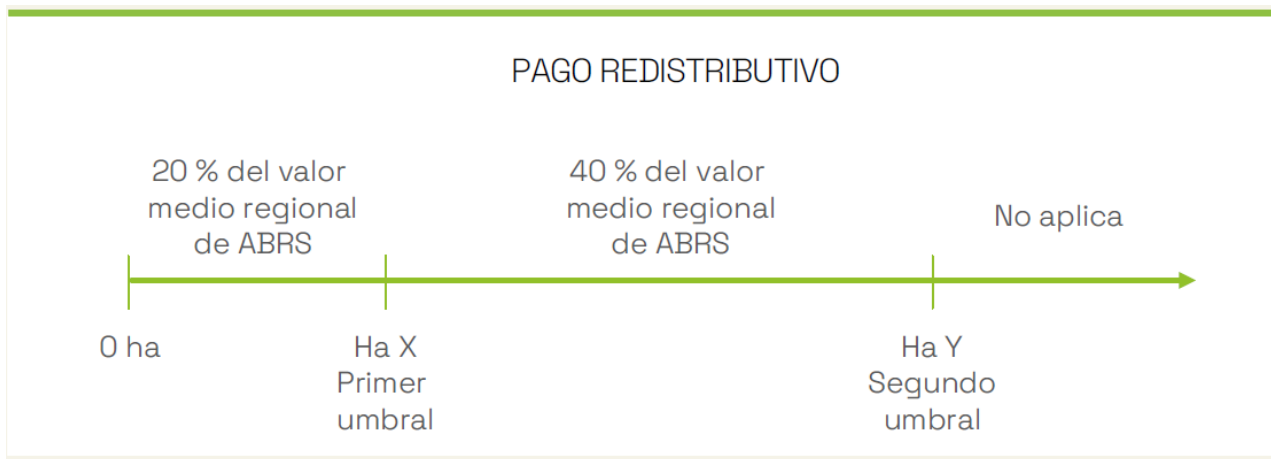 PAGO REDISTRIBUTIVO
20 % del valor
medio regional
de ABRS
40 % del valor
medio regional
de ABRS
No aplica
0 ha
Ha X
Primer
umbral
Ha Y
Segundo
umbral